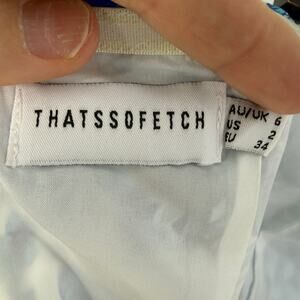 THATSSOFETCH
AU/UK 6
US 2
EU 34